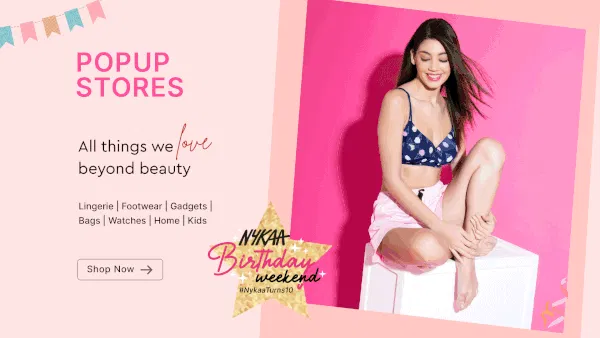 POPUP
STORES
All things we love
beyond beauty
Lingerie | Footwear | Gadgets |
Bags | Watches | Home | Kids
NYKAA
Birthday
weekend
#NykaaTurns10
Shop Now →